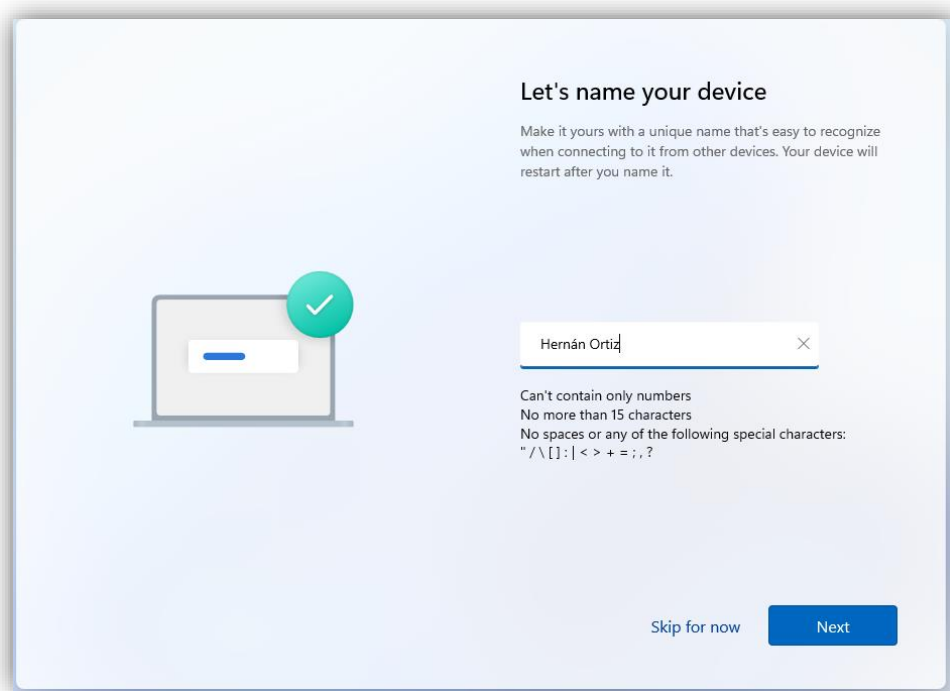 Let's name your device
Make it yours with a unique name that's easy to recognize
when connecting to it from other devices. Your device will
restart after you name it.
Hernán Ortiz
Can't contain only numbers
No more than 15 characters
No spaces or any of the following special characters:
" / \ [ ] : | < > + = ; , ?
Skip for now
Next